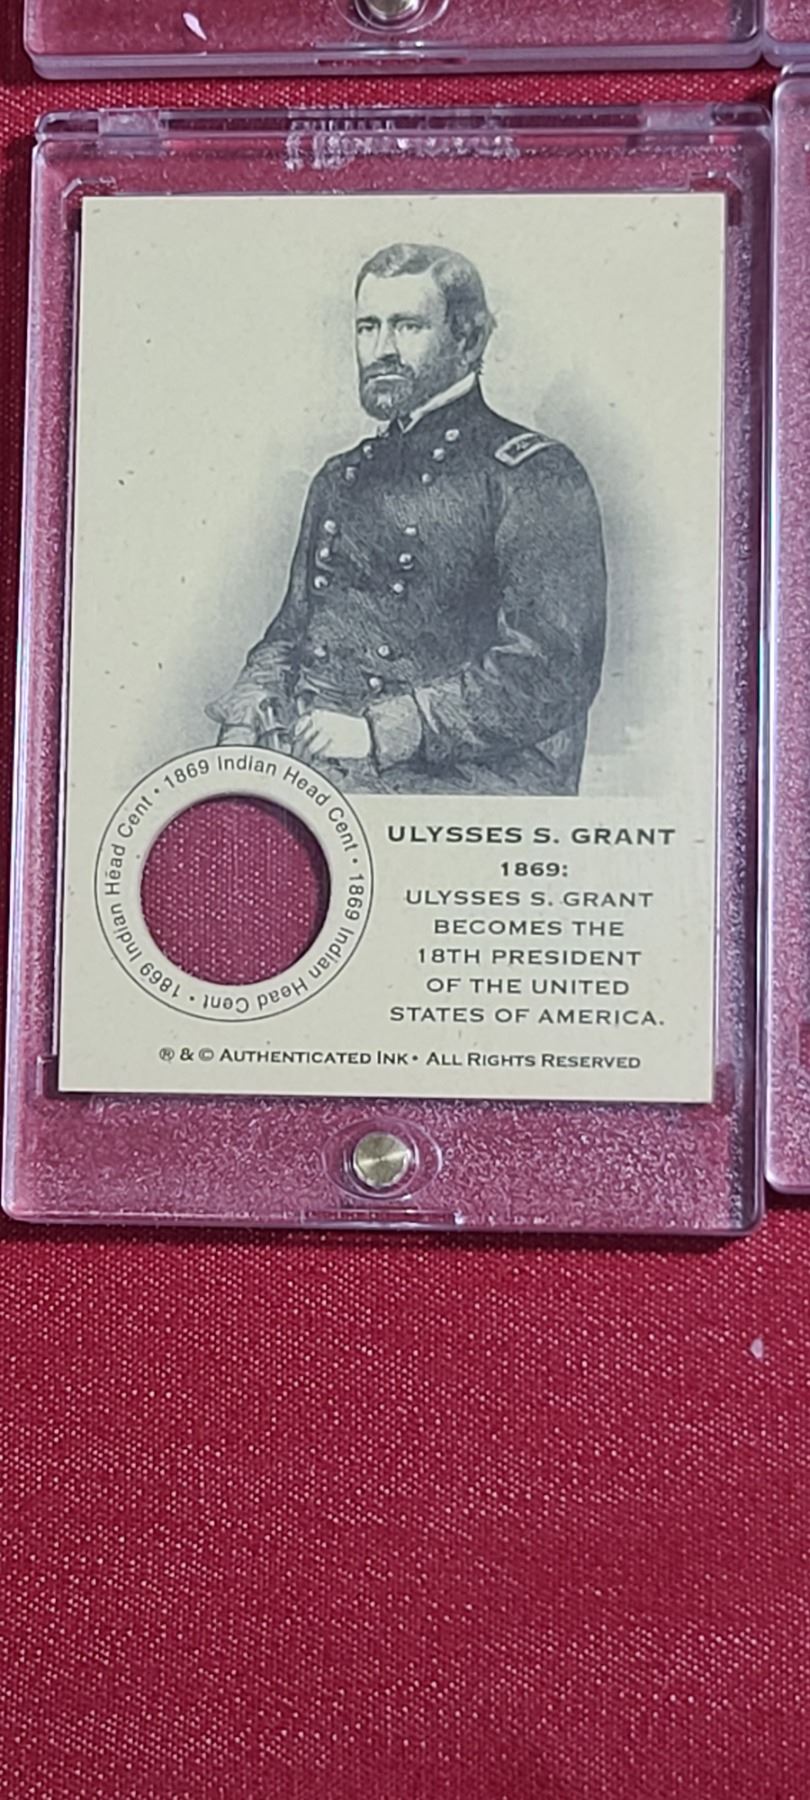 1869 Indian Head Cent • 1869 Indian Head Cent • 1869 Indian Head Cent •
ULYSSES S. GRANT
1869:
ULYSSES S. GRANT
BECOMES THE
18TH PRESIDENT
OF THE UNITED
STATES OF AMERICA.
® & © AUTHENTICATED INK • ALL RIGHTS RESERVED